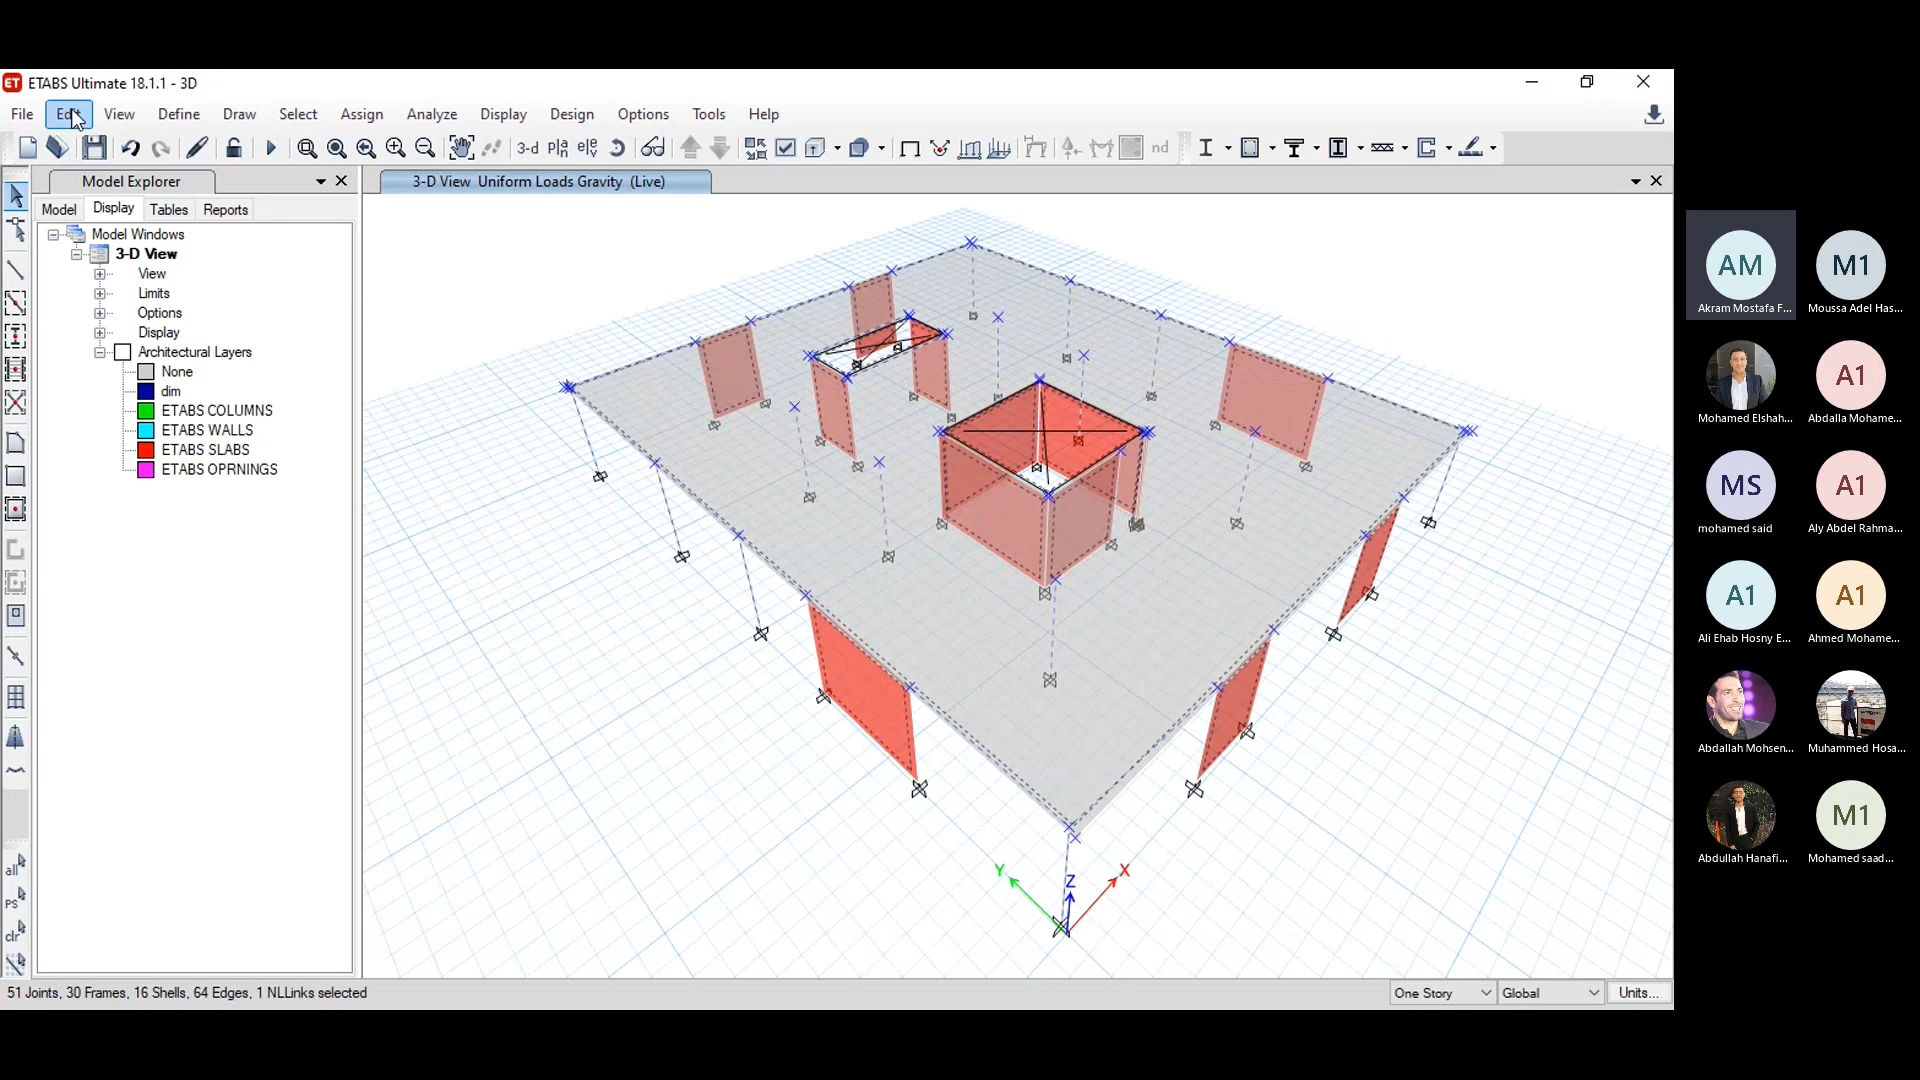 ETABS Ultimate 18.1.1 - 3D
File Edit View Define Draw Select Assign Analyze Display Design Options Tools Help
3-d nd
Model Explorer
3-D View Uniform Loads Gravity (Live)
Model Display Tables Reports
Model Windows
3-D View
View
Limits
Options
Display
Architectural Layers
None
dim
ETABS COLUMNS
ETABS WALLS
ETABS SLABS
ETABS OPRNINGS
all
PS
clr
Y
Z
X
51 Joints, 30 Frames, 16 Shells, 64 Edges, 1 NLLinks selected
One Story
Global
Units...
AM
Akram Mostafa F...
M1
Moussa Adel Has...
Mohamed Elshah...
A1
Abdalla Mohame...
MS
mohamed said
A1
Aly Abdel Rahma...
A1
Ali Ehab Hosny E...
A1
Ahmed Mohame...
Abdallah Mohsen...
Muhammed Hosa...
Abdullah Hanafi...
M1
Mohamed saad...